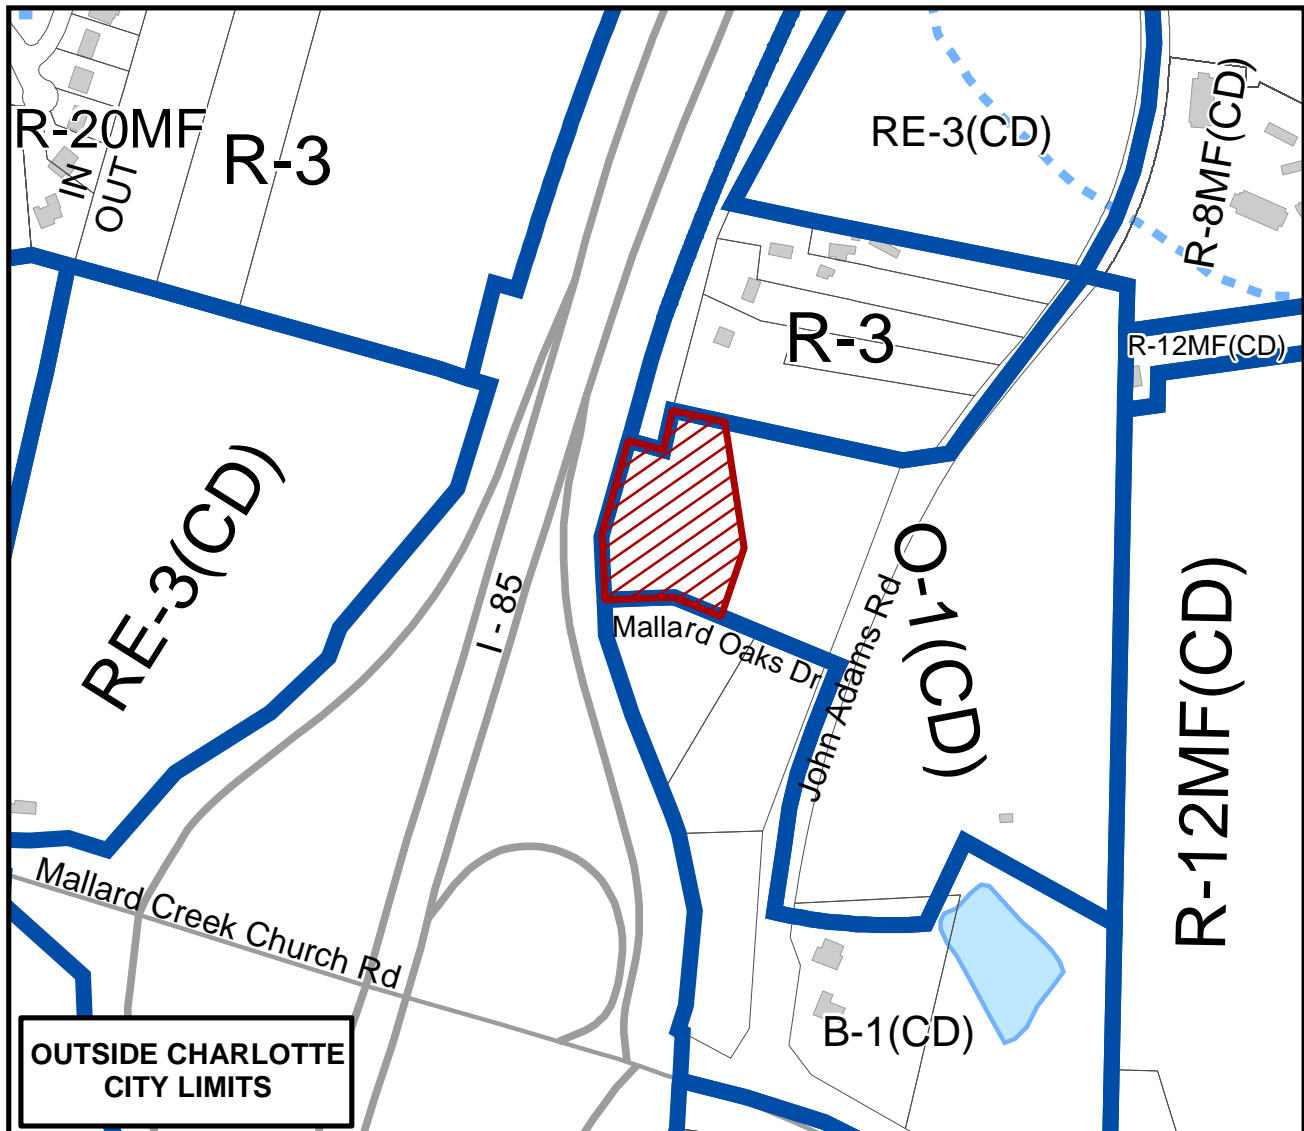 R-20MF
IN
OUT
R-3
RE-3(CD)
R-8MF(CD)
R-3
R-12MF(CD)
RE-3(CD)
I - 85
Mallard Oaks Dr
John Adams Rd
O-1(CD)
R-12MF(CD)
Mallard Creek Church Rd
B-1(CD)
OUTSIDE CHARLOTTE
CITY LIMITS